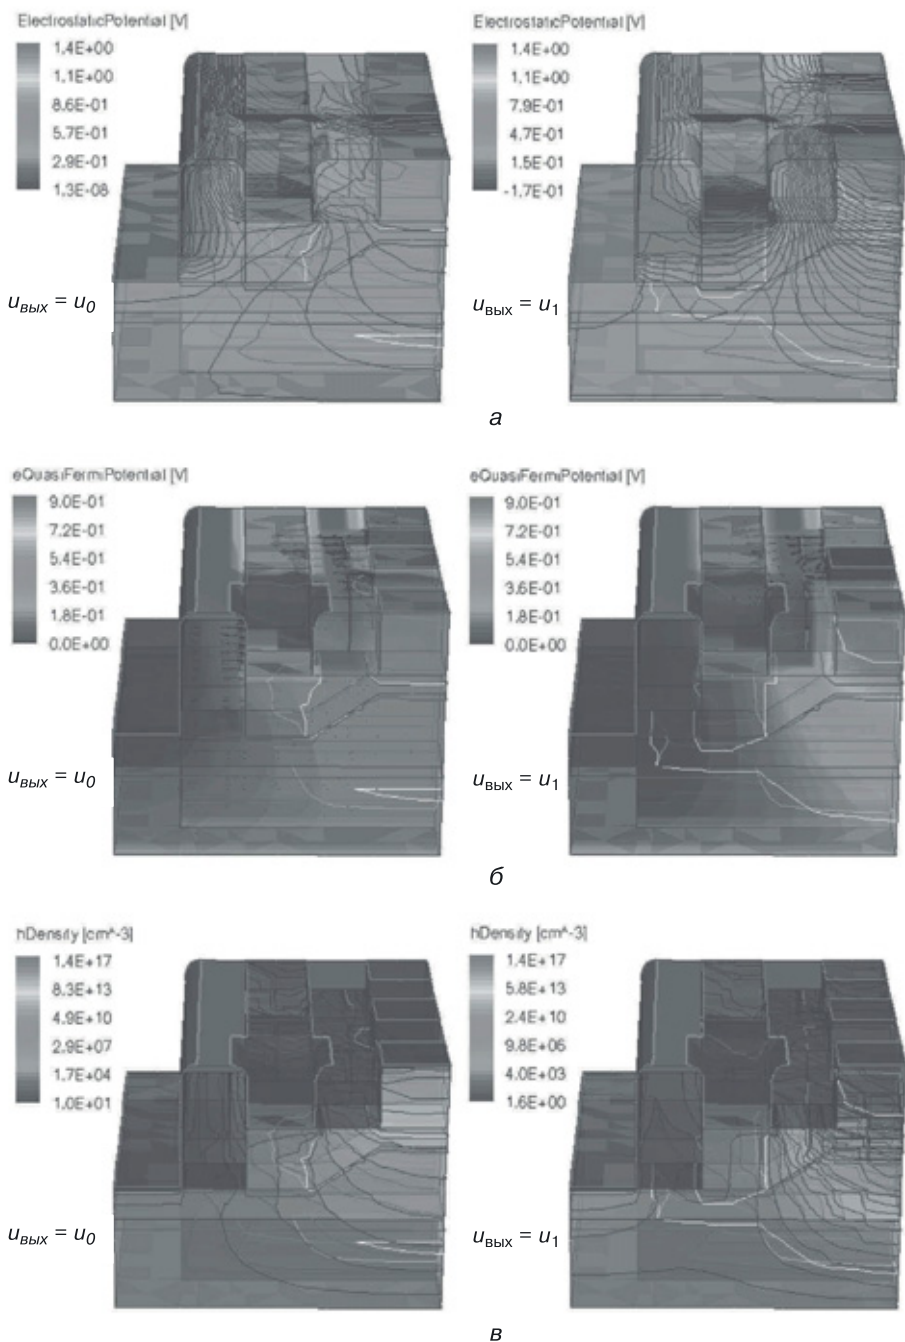 ElectrostaticPotential [V]
1.4E+00
1.1E+00
8.6E-01
5.7E-01
2.9E-01
1.3E-08
uвых = u0
ElectrostaticPotential [V]
1.4E+00
1.1E+00
7.9E-01
4.7E-01
1.5E-01
-1.7E-01
uвых = u1
а
eQuasiFermiPotential [V]
9.0E-01
7.2E-01
5.4E-01
3.6E-01
1.8E-01
0.0E+00
uвых = u0
eQuasiFermiPotential [V]
9.0E-01
7.2E-01
5.4E-01
3.6E-01
1.8E-01
0.0E+00
uвых = u1
б
hDensity [cm^-3]
1.4E+17
8.3E+13
4.9E+10
2.9E+07
1.7E+04
1.0E+01
uвых = u0
hDensity [cm^-3]
1.4E+17
5.8E+13
2.4E+10
9.8E+06
4.0E+03
1.6E+00
uвых = u1
в